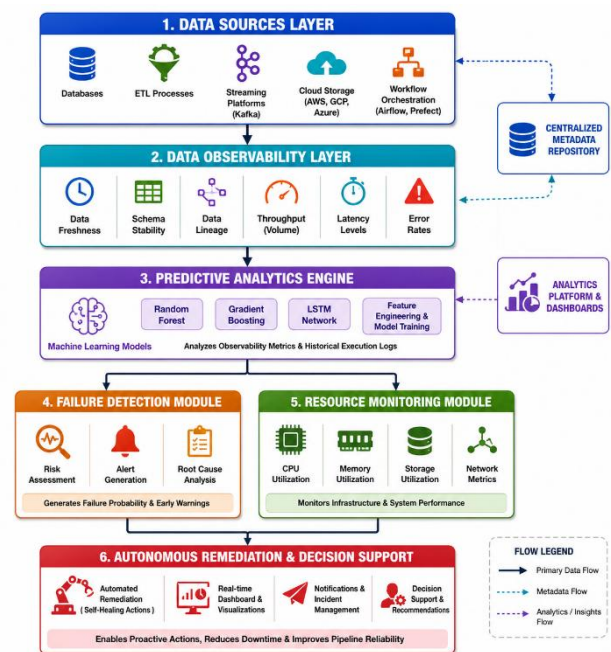 1. DATA SOURCES LAYER
Databases
ETL Processes
Streaming
Platforms
(Kafka)
Cloud Storage
(AWS, GCP,
Azure)
Workflow
Orchestration
(Airflow, Prefect)
CENTRALIZED
METADATA
REPOSITORY
2. DATA OBSERVABILITY LAYER
Data
Freshness
Schema
Stability
Data
Lineage
Throughput
(Volume)
Latency
Levels
Error
Rates
3. PREDICTIVE ANALYTICS ENGINE
Machine Learning Models
Random
Forest
Gradient
Boosting
LSTM
Network
Feature
Engineering &
Model Training
Analyzes Observability Metrics & Historical Execution Logs
ANALYTICS
PLATFORM &
DASHBOARDS
4. FAILURE DETECTION MODULE
Risk
Assessment
Alert
Generation
Root Cause
Analysis
Generates Failure Probability & Early Warnings
5. RESOURCE MONITORING MODULE
CPU
Utilization
Memory
Utilization
Storage
Utilization
Network
Metrics
Monitors Infrastructure & System Performance
6. AUTONOMOUS REMEDIATION & DECISION SUPPORT
Automated
Remediation
( Self-Healing Actions )
Real-time
Dashboard &
Visualizations
Notifications &
Incident
Management
Decision
Support &
Recommendations
Enables Proactive Actions, Reduces Downtime & Improves Pipeline Reliability
FLOW LEGEND
Primary Data Flow
Metadata Flow
Analytics / Insights
Flow